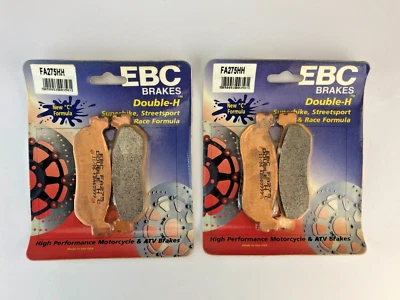 FA275HH
EBC
BRAKES
Double-H
New "C"
Formula
Superbike, Streetsport
& Race Formula
High Performance Motorcycle & ATV Brakes
FA275HH
EBC
BRAKES
Double-H
New "C"
Formula
Superbike, Streetsport
& Race Formula
High Performance Motorcycle & ATV Brakes